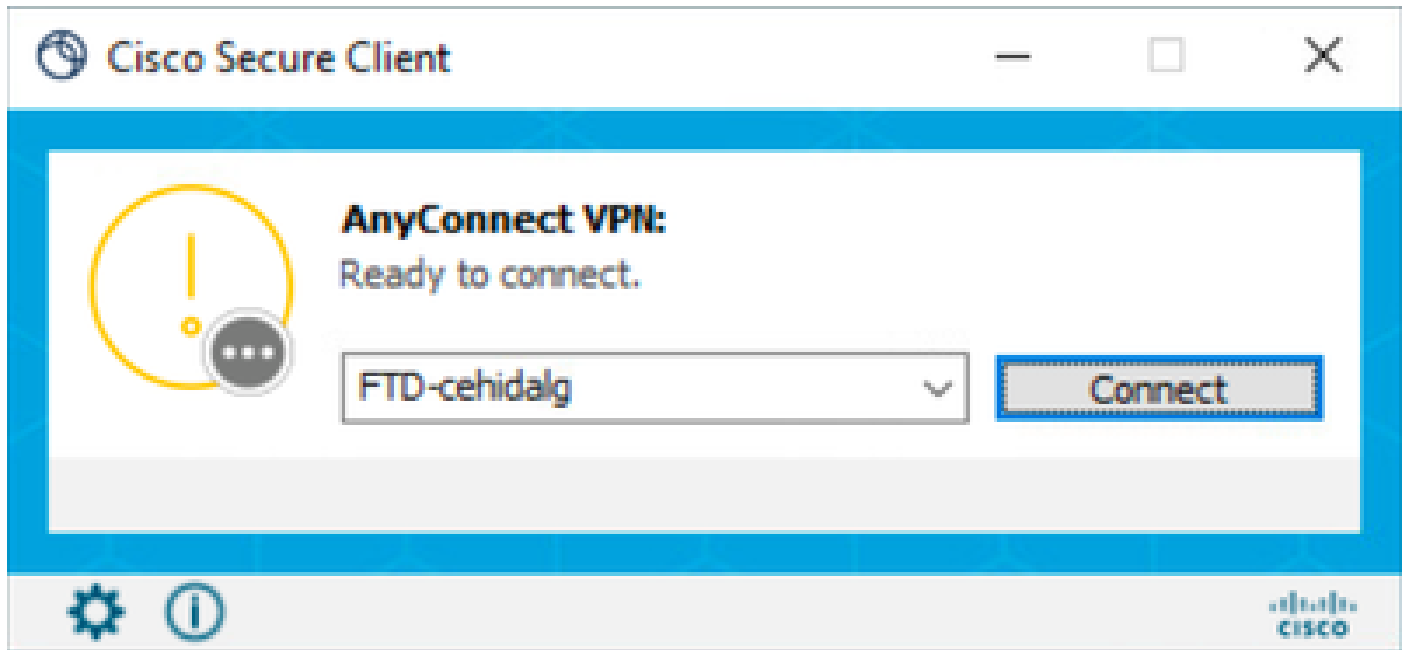 Cisco Secure Client
AnyConnect VPN:
Ready to connect.
FTD-cehidalg
Connect
CISCO